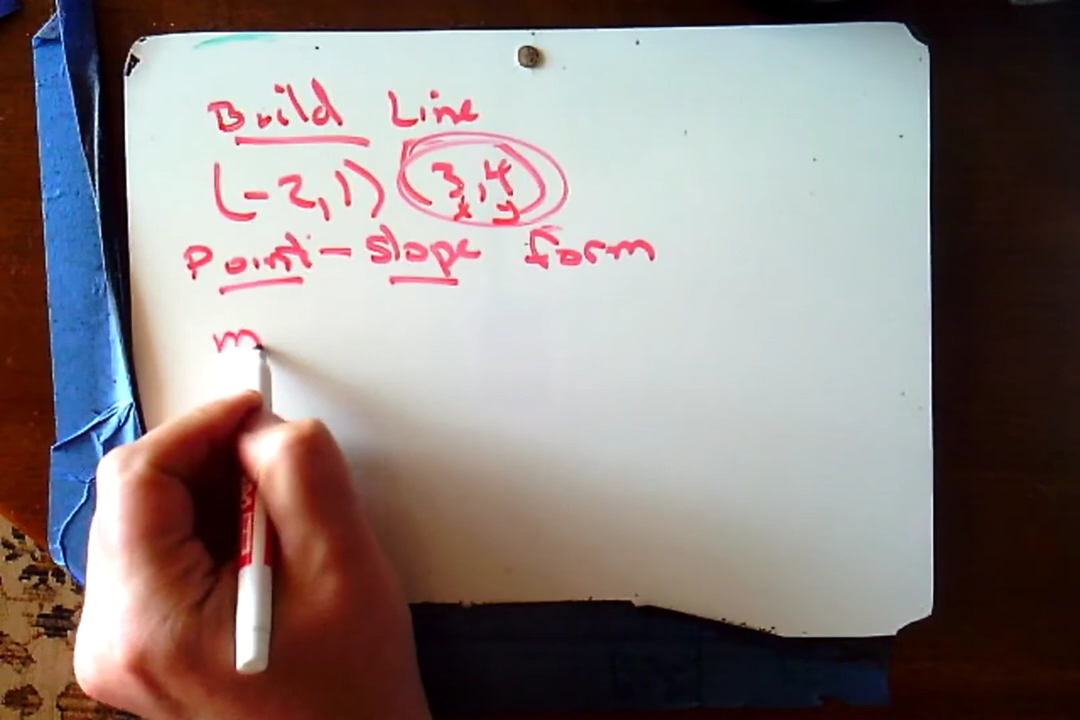 Build Line
(-2,1) (3,4)
x y
Point-slope form
m